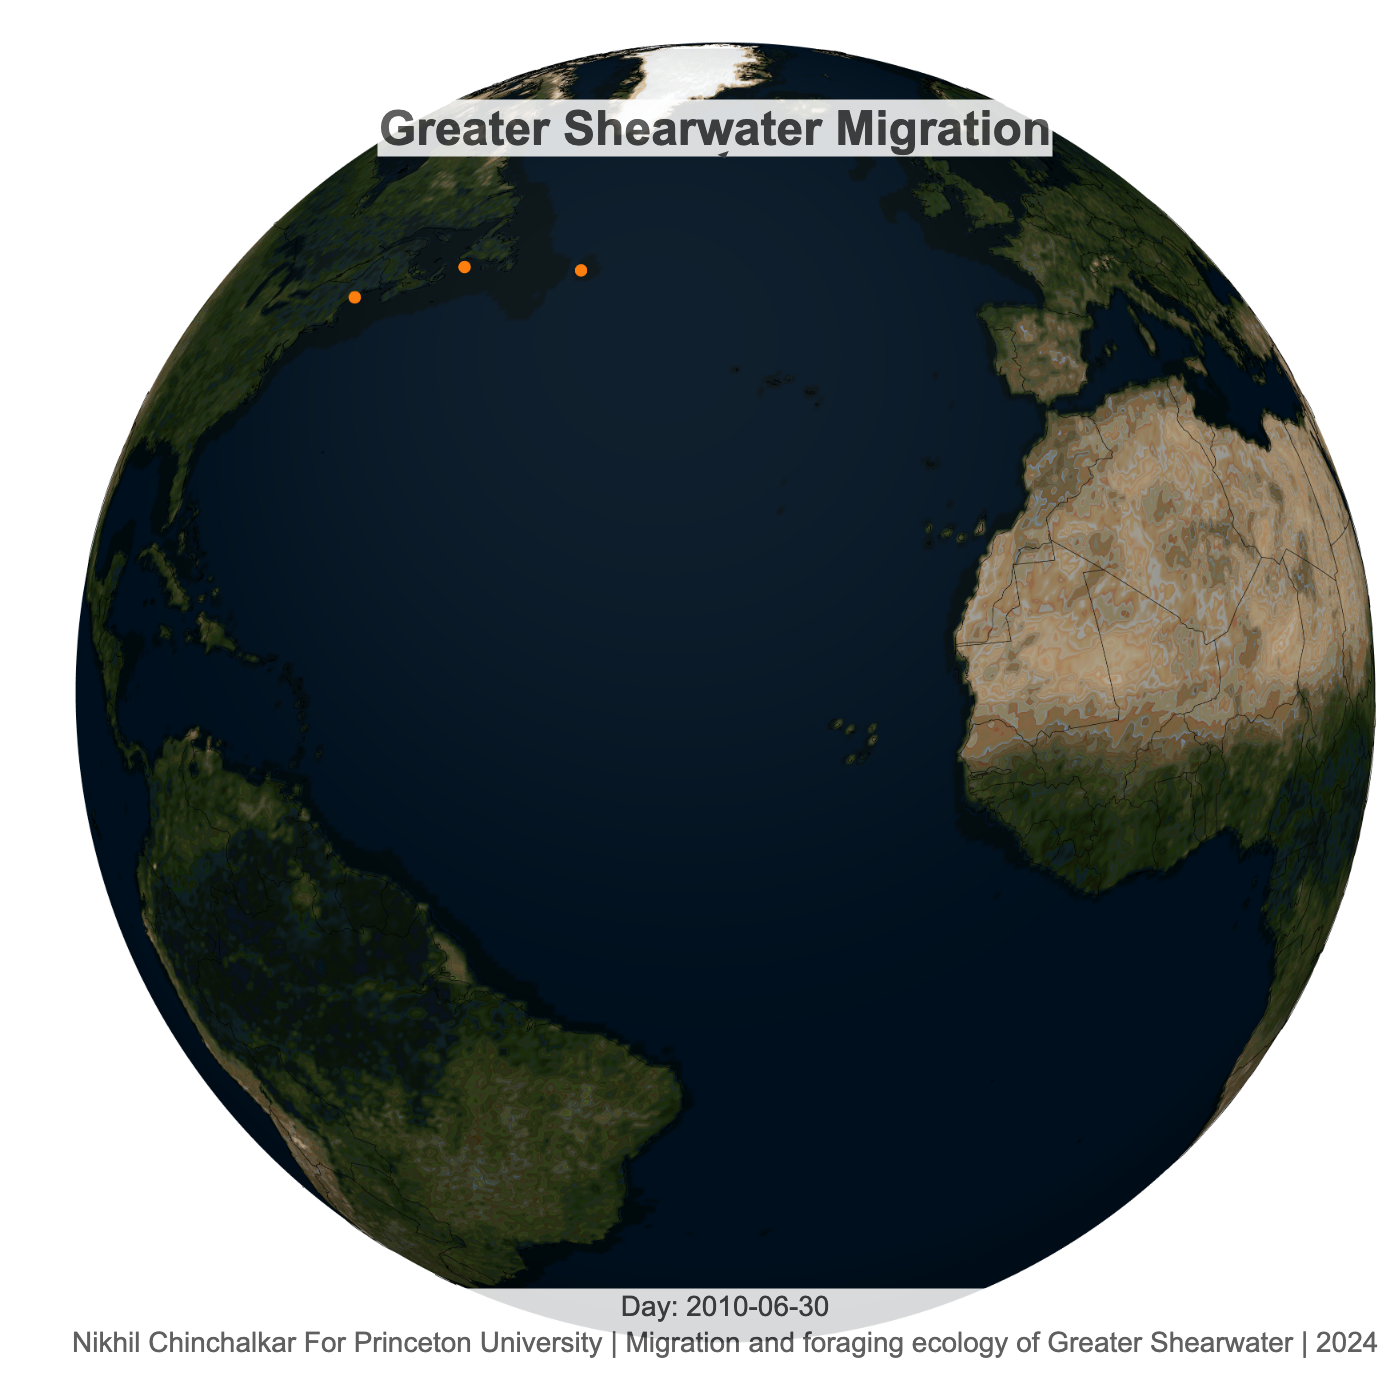 Greater Shearwater Migration
Day: 2010-06-30
Nikhil Chinchalkar For Princeton University | Migration and foraging ecology of Greater Shearwater | 2024